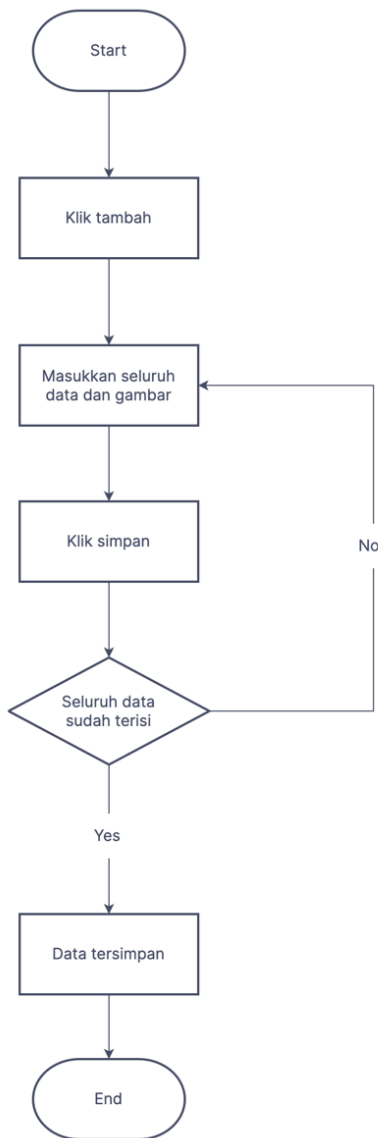 Start
Klik tambah
Masukkan seluruh
data dan gambar
Klik simpan
No
Seluruh data
sudah terisi
Yes
Data tersimpan
End